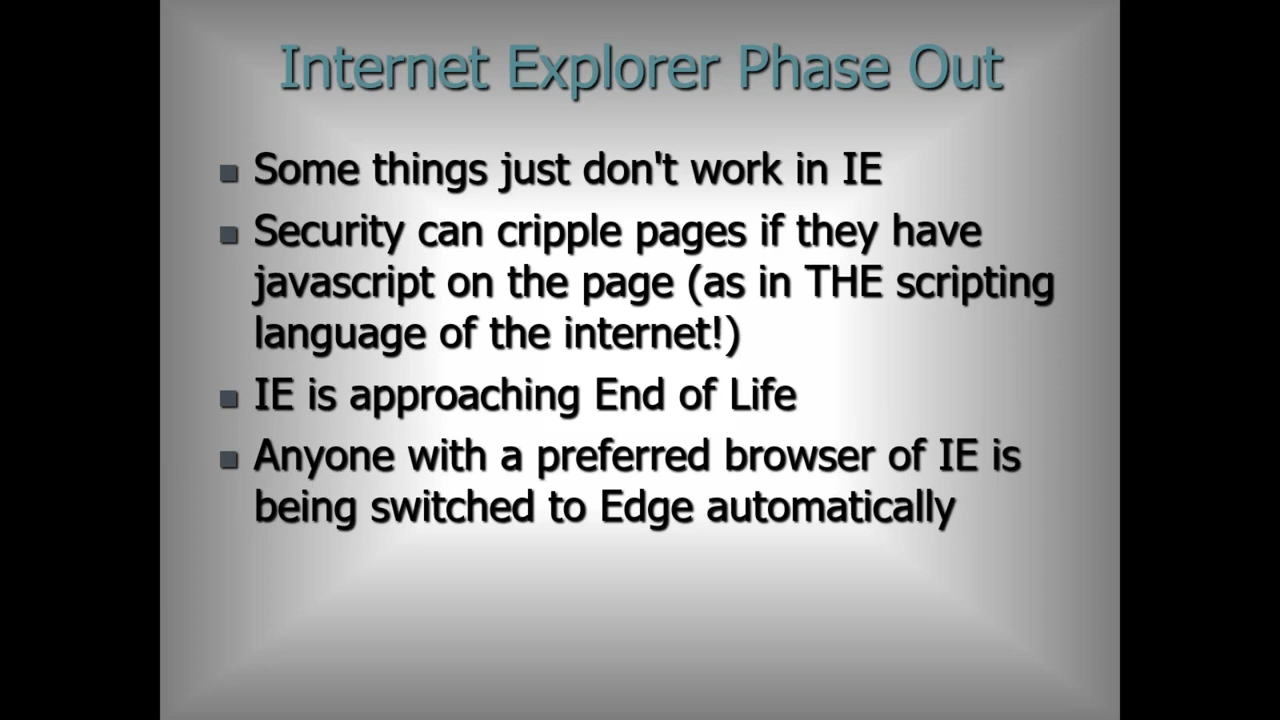 Internet Explorer Phase Out
Some things just don't work in IE
Security can cripple pages if they have
javascript on the page (as in THE scripting
language of the internet!)
IE is approaching End of Life
Anyone with a preferred browser of IE is
being switched to Edge automatically